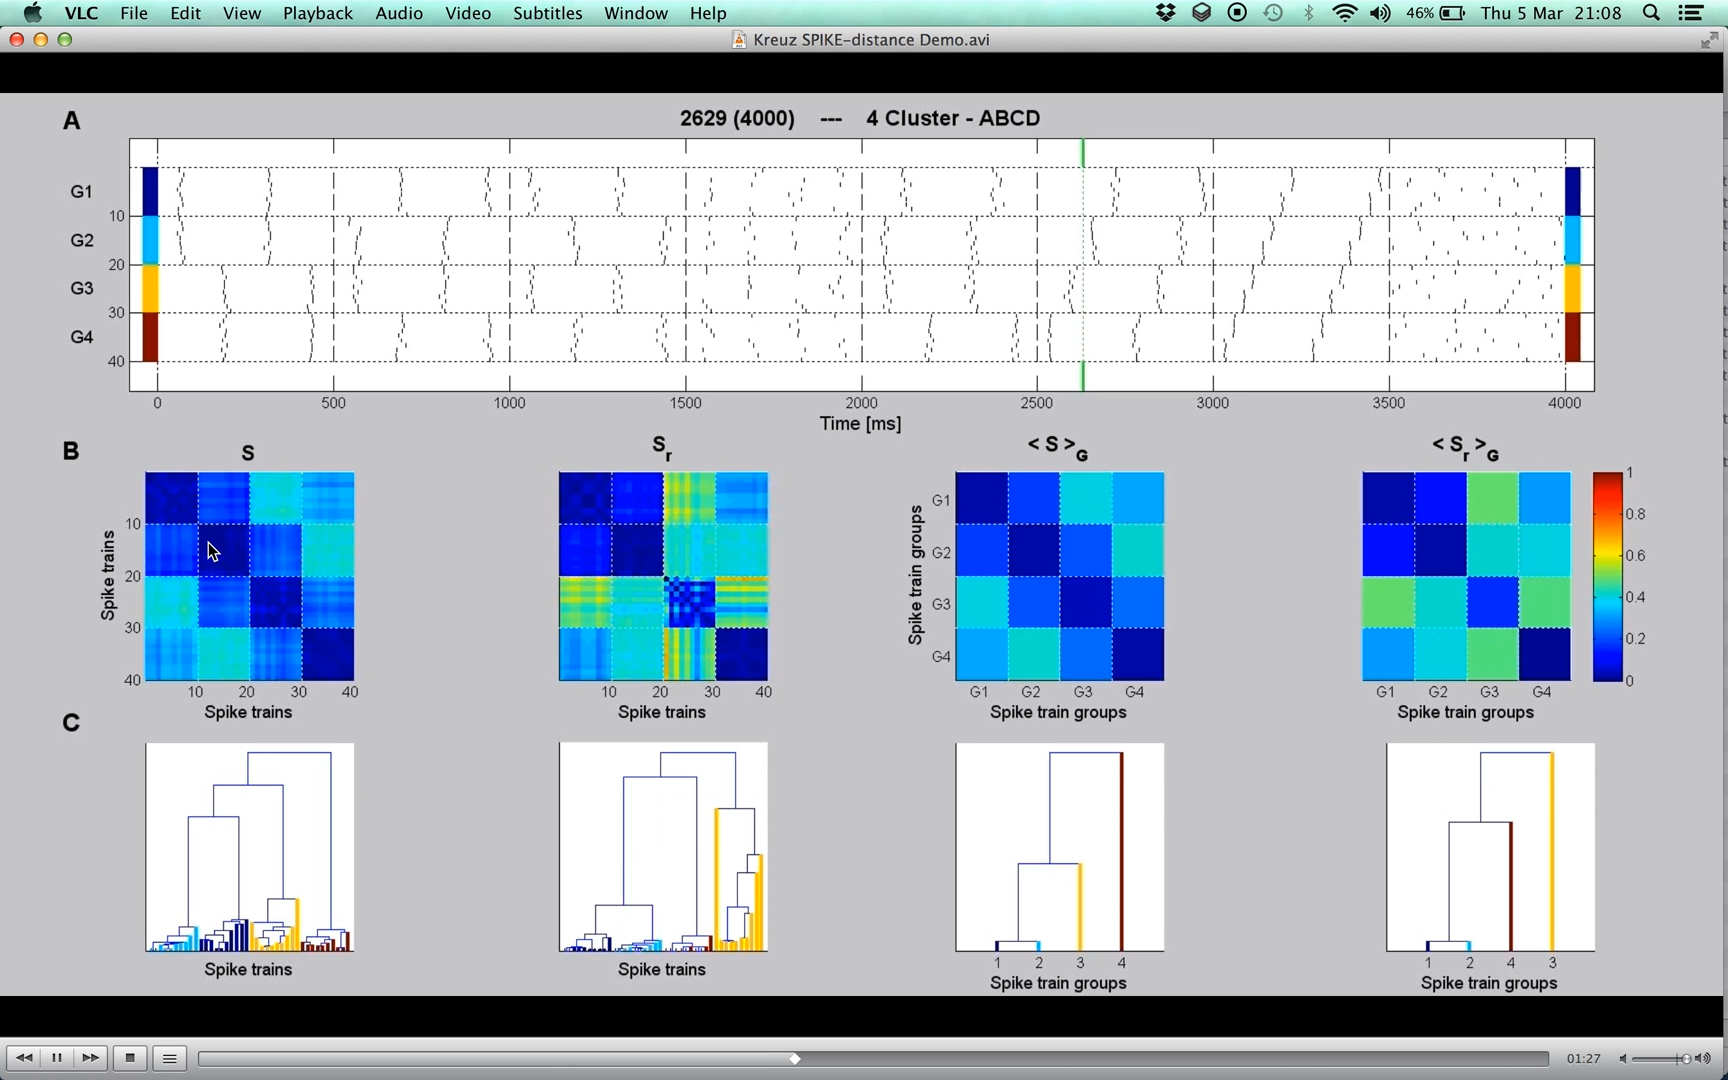 VLC File Edit View Playback Audio Video Subtitles Window Help 46% Thu 5 Mar 21:08
Kreuz SPIKE-distance Demo.avi
A
2629 (4000) --- 4 Cluster - ABCD
G1
10
G2
20
G3
30
G4
40
0 500 1000 1500 2000 2500 3000 3500 4000
Time [ms]
B
S
Sr
< S >G
< Sr >G
Spike trains
10
20
30
40
10 20 30 40
Spike trains
10 20 30 40
Spike trains
Spike train groups
G1
G2
G3
G4
G1 G2 G3 G4
Spike train groups
G1 G2 G3 G4
Spike train groups
1
0.8
0.6
0.4
0.2
0
C
Spike trains
Spike trains
1 2 3 4
Spike train groups
1 2 4 3
Spike train groups
01:27